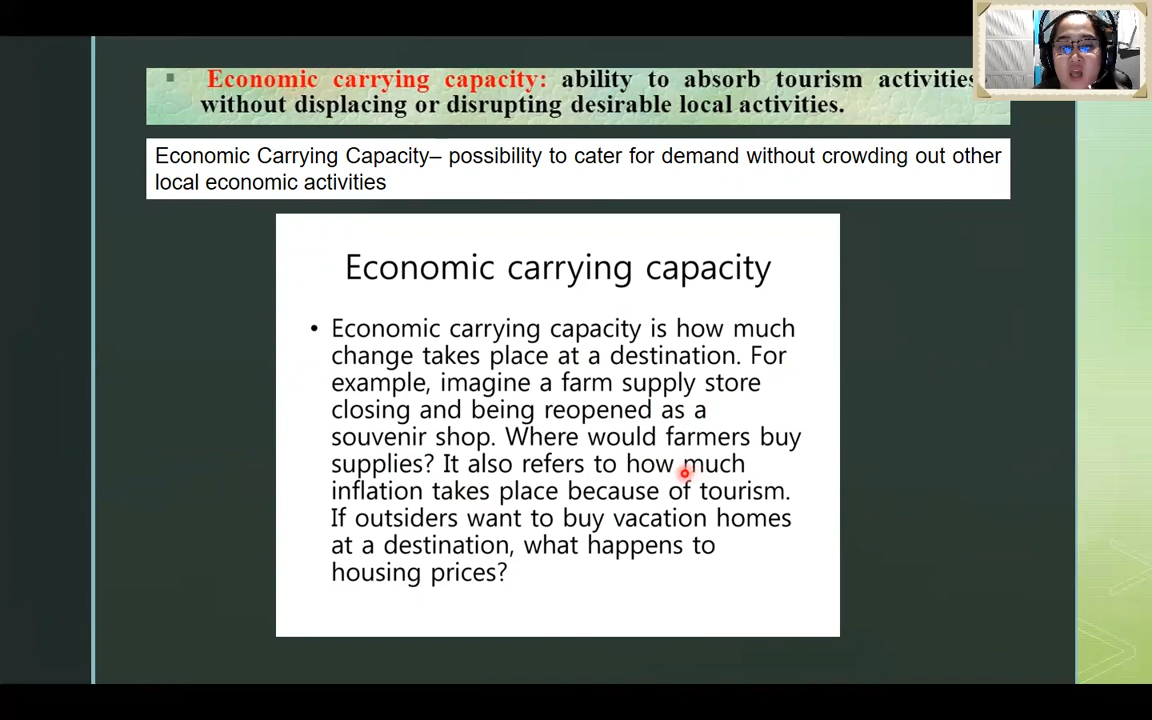 Economic carrying capacity: ability to absorb tourism activities
without displacing or disrupting desirable local activities.
Economic Carrying Capacity– possibility to cater for demand without crowding out other
local economic activities
Economic carrying capacity
• Economic carrying capacity is how much
change takes place at a destination. For
example, imagine a farm supply store
closing and being reopened as a
souvenir shop. Where would farmers buy
supplies? It also refers to how much
inflation takes place because of tourism.
If outsiders want to buy vacation homes
at a destination, what happens to
housing prices?